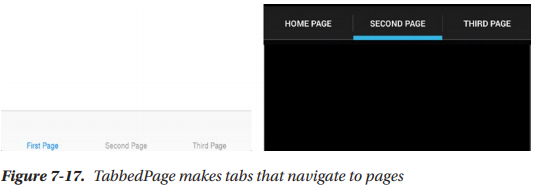 HOME PAGE SECOND PAGE THIRD PAGE
First Page Second Page Third Page
Figure 7-17. TabbedPage makes tabs that navigate to pages